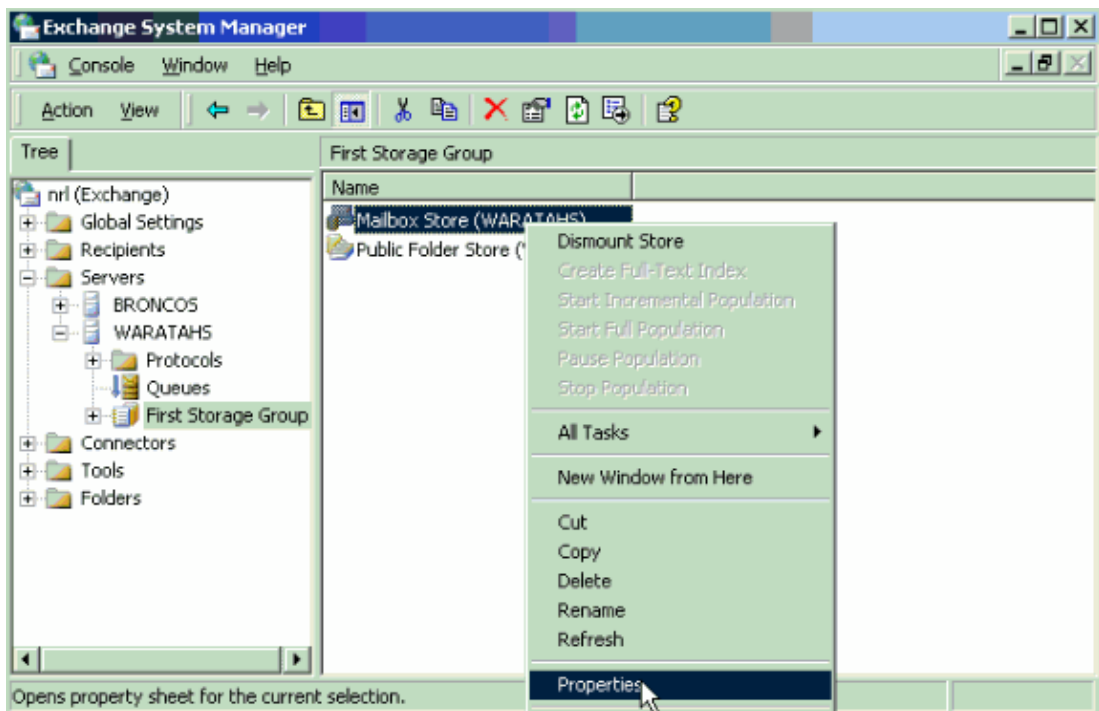 Exchange System Manager
Console Window Help
Action View
Tree
First Storage Group
Name
nrl (Exchange)
Global Settings
Recipients
Servers
BRONCOS
WARATAHS
Protocols
Queues
First Storage Group
Connectors
Tools
Folders
Mailbox Store (WARATAHS)
Public Folder Store ("
Dismount Store
Create Full-Text Index
Start Incremental Population
Start Full Population
Pause Population
Stop Population
All Tasks
New Window from Here
Cut
Copy
Delete
Rename
Refresh
Properties
Opens property sheet for the current selection.